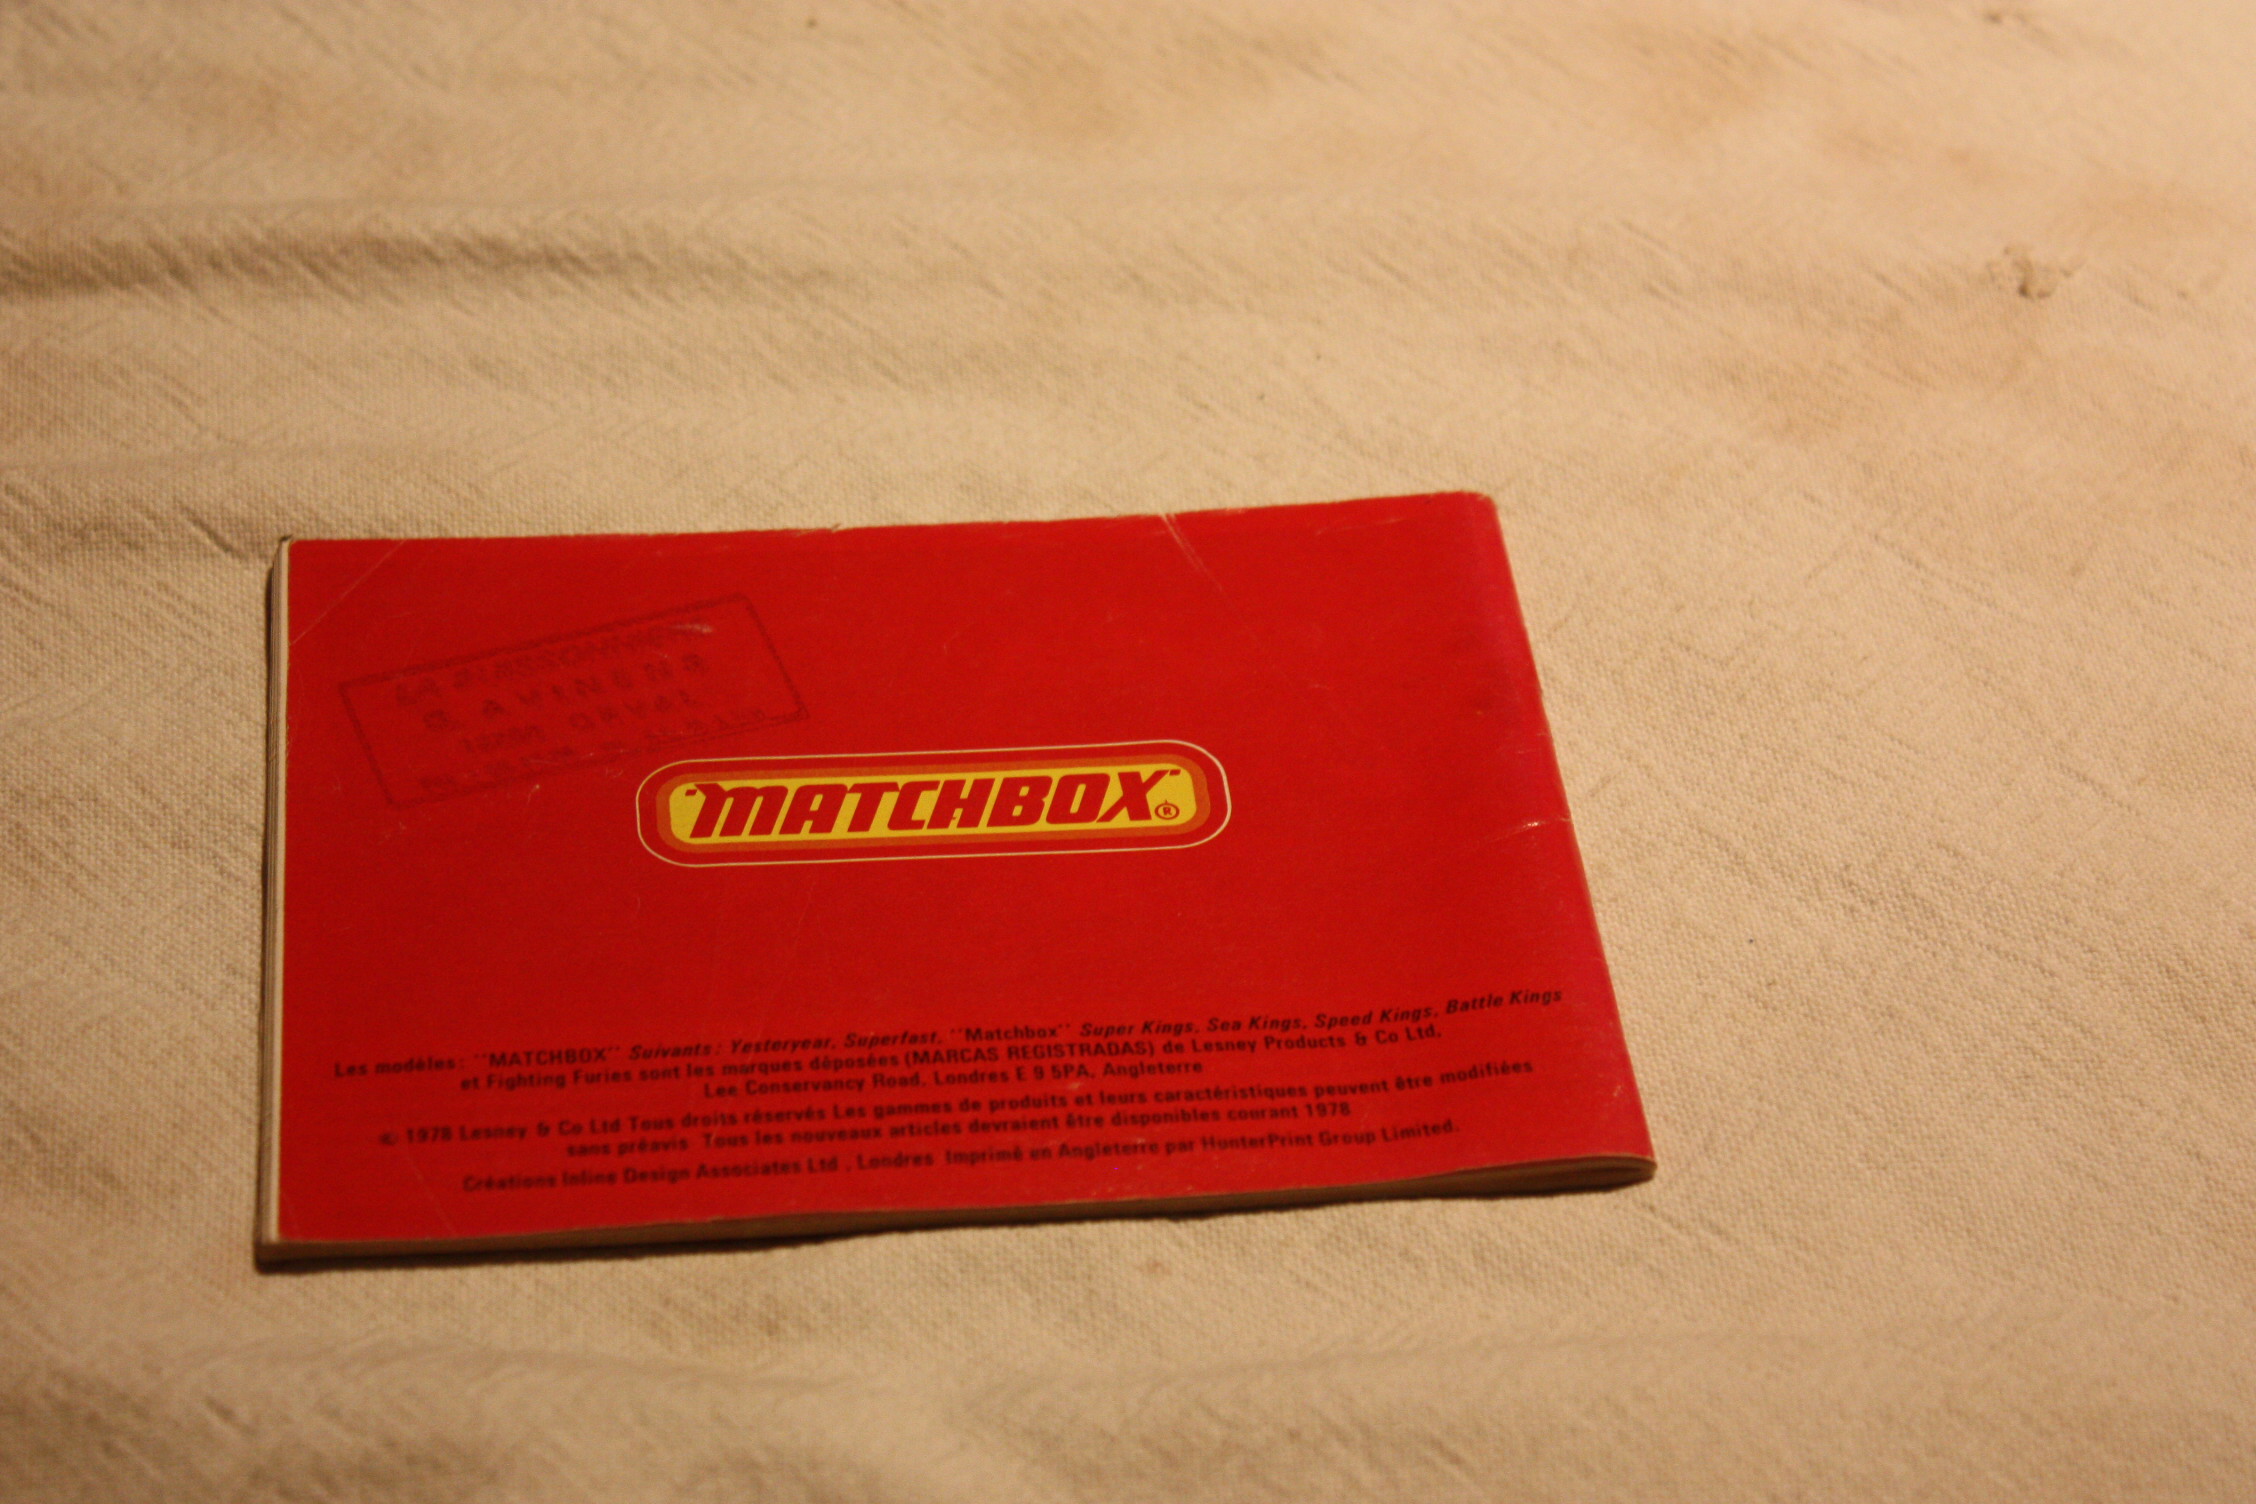 "MATCHBOX" ®
Les modèles: "MATCHBOX" Suivants: Yesteryear, Superfast, "Matchbox" Super Kings, Sea Kings, Speed Kings, Battle Kings
et Fighting Furies sont les marques déposées (MARCAS REGISTRADAS) de Lesney Products & Co Ltd.
Lee Conservancy Road, Londres E 9 5PA, Angleterre
© 1978 Lesney & Co Ltd Tous droits réservés Les gammes de produits et leurs caractéristiques peuvent être modifiées
sans préavis Tous les nouveaux articles devraient être disponibles courant 1978
Créations Inline Design Associates Ltd, Londres Imprimé en Angleterre par HunterPrint Group Limited.